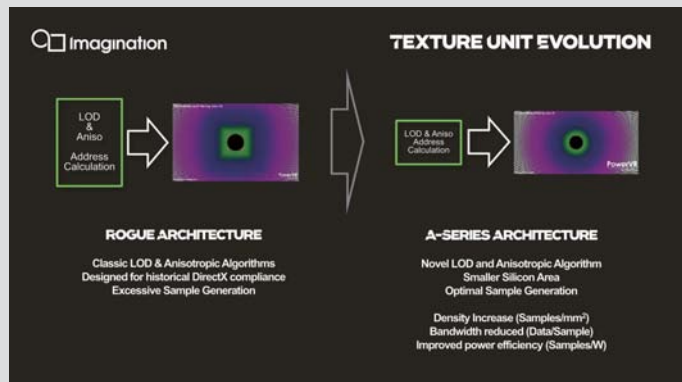 Imagination
TEXTURE UNIT EVOLUTION
LOD
&
Aniso
Address
Calculation
LOD & Aniso
Address
Calculation
PowerVR
ROGUE ARCHITECTURE
Classic LOD & Anisotropic Algorithms
Designed for historical DirectX compliance
Excessive Sample Generation
A-SERIES ARCHITECTURE
Novel LOD and Anisotropic Algorithm
Smaller Silicon Area
Optimal Sample Generation
Density Increase (Samples/mm²)
Bandwidth reduced (Data/Sample)
Improved power efficiency (Samples/W)